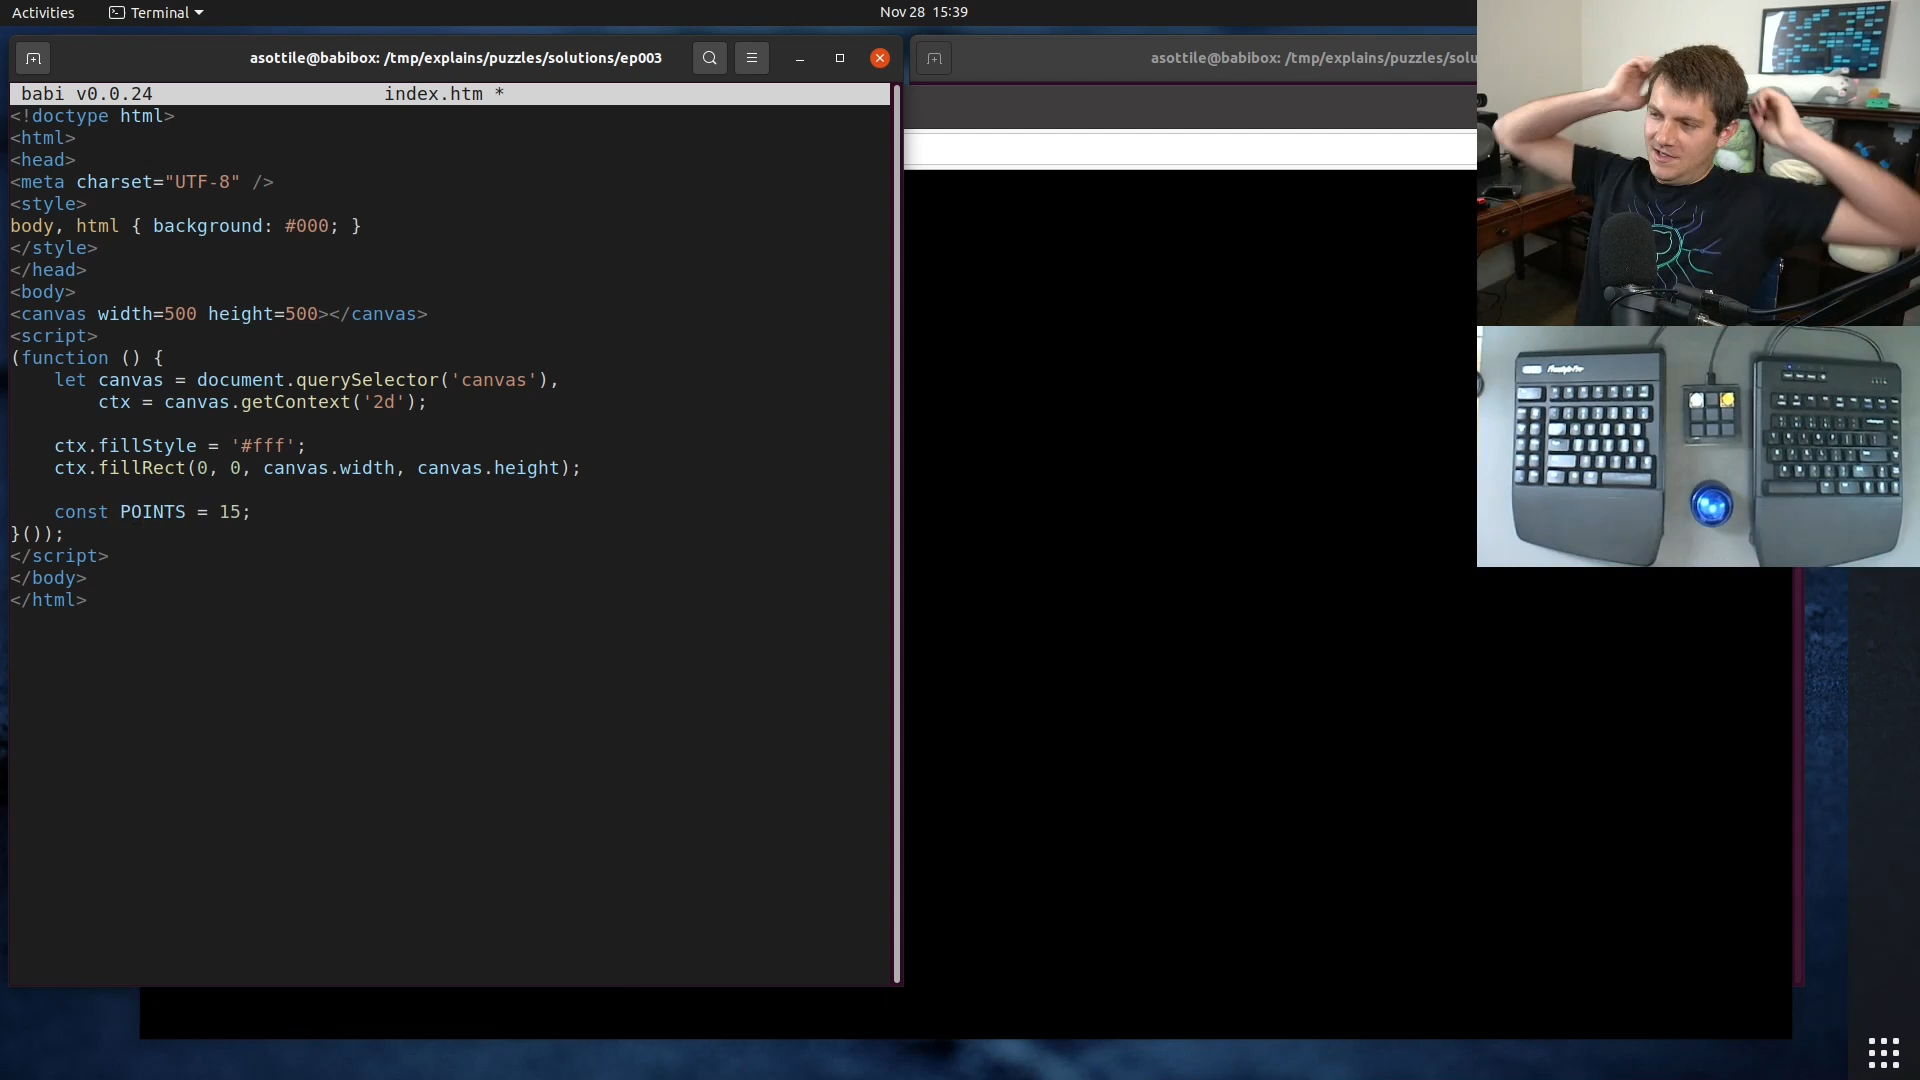 Activities
Terminal
Nov 28 15:39
asottile@babibox: /tmp/explains/puzzles/solutions/ep003
asottile@babibox: /tmp/explains/puzzles/solu
babi v0.0.24 index.htm *
<!doctype html>
<html>
<head>
<meta charset="UTF-8" />
<style>
body, html { background: #000; }
</style>
</head>
<body>
<canvas width=500 height=500></canvas>
<script>
(function () {
    let canvas = document.querySelector('canvas'),
        ctx = canvas.getContext('2d');
    ctx.fillStyle = '#fff';
    ctx.fillRect(0, 0, canvas.width, canvas.height);
    const POINTS = 15;
}());
</script>
</body>
</html>